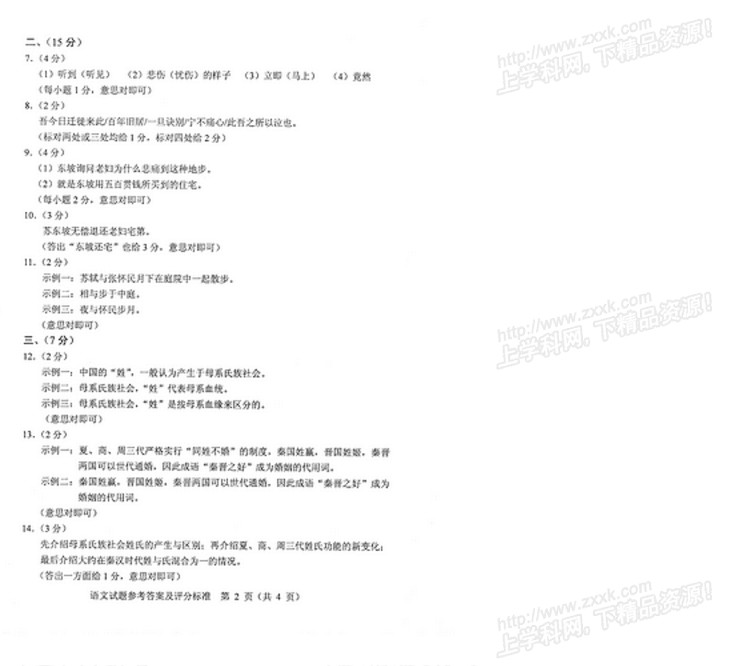 二、（15 分）
7.（4 分）
（1）听到（听见） （2）悲伤（忧伤）的样子 （3）立即（马上） （4）竟然
（每小题 1 分，意思对即可）
8.（2 分）
吾今日迁徙来此/百年旧居/一旦诀别/宁不痛心/此吾之所以泣也。
（标对两处或三处均给 1 分，标对四处给 2 分）
9.（4 分）
（1）东坡询问老妇为什么悲痛到这种地步。
（2）就是东坡用五百贯钱所买到的住宅。
（每小题 2 分，意思对即可）
10.（3 分）
苏东坡无偿退还老妇宅第。
（答出“东坡还宅”也给 3 分，意思对即可）
11.（2 分）
示例一：苏轼与张怀民月下在庭院中一起散步。
示例二：相与步于中庭。
示例三：夜与怀民步月。
（意思对即可）
三、（7 分）
12.（2 分）
示例一：中国的“姓”，一般认为产生于母系氏族社会。
示例二：母系氏族社会，“姓”代表母系血统。
示例三：母系氏族社会，“姓”是按母系血缘来区分的。
（意思对即可）
13.（2 分）
示例一：夏、商、周三代严格实行“同姓不婚”的制度，秦国姓嬴，晋国姓姬，秦晋
两国可以世代通婚，因此成语“秦晋之好”成为婚姻的代用词。
示例二：秦国姓嬴，晋国姓姬，秦晋两国可以世代通婚，因此成语“秦晋之好”成为
婚姻的代用词。
（意思对即可）
14.（3 分）
先介绍母系氏族社会姓氏的产生与区别；再介绍夏、商、周三代姓氏功能的新变化；
最后介绍大约在秦汉时代姓与氏混合为一的情况。
（答出一方面给 1 分，意思对即可）
语文试题参考答案及评分标准 第 2 页（共 4 页）
http://www.zxxk.com
上学科网，下精品资源！
http://www.zxxk.com
上学科网，下精品资源！
http://www.zxxk.com
上学科网，下精品资源！